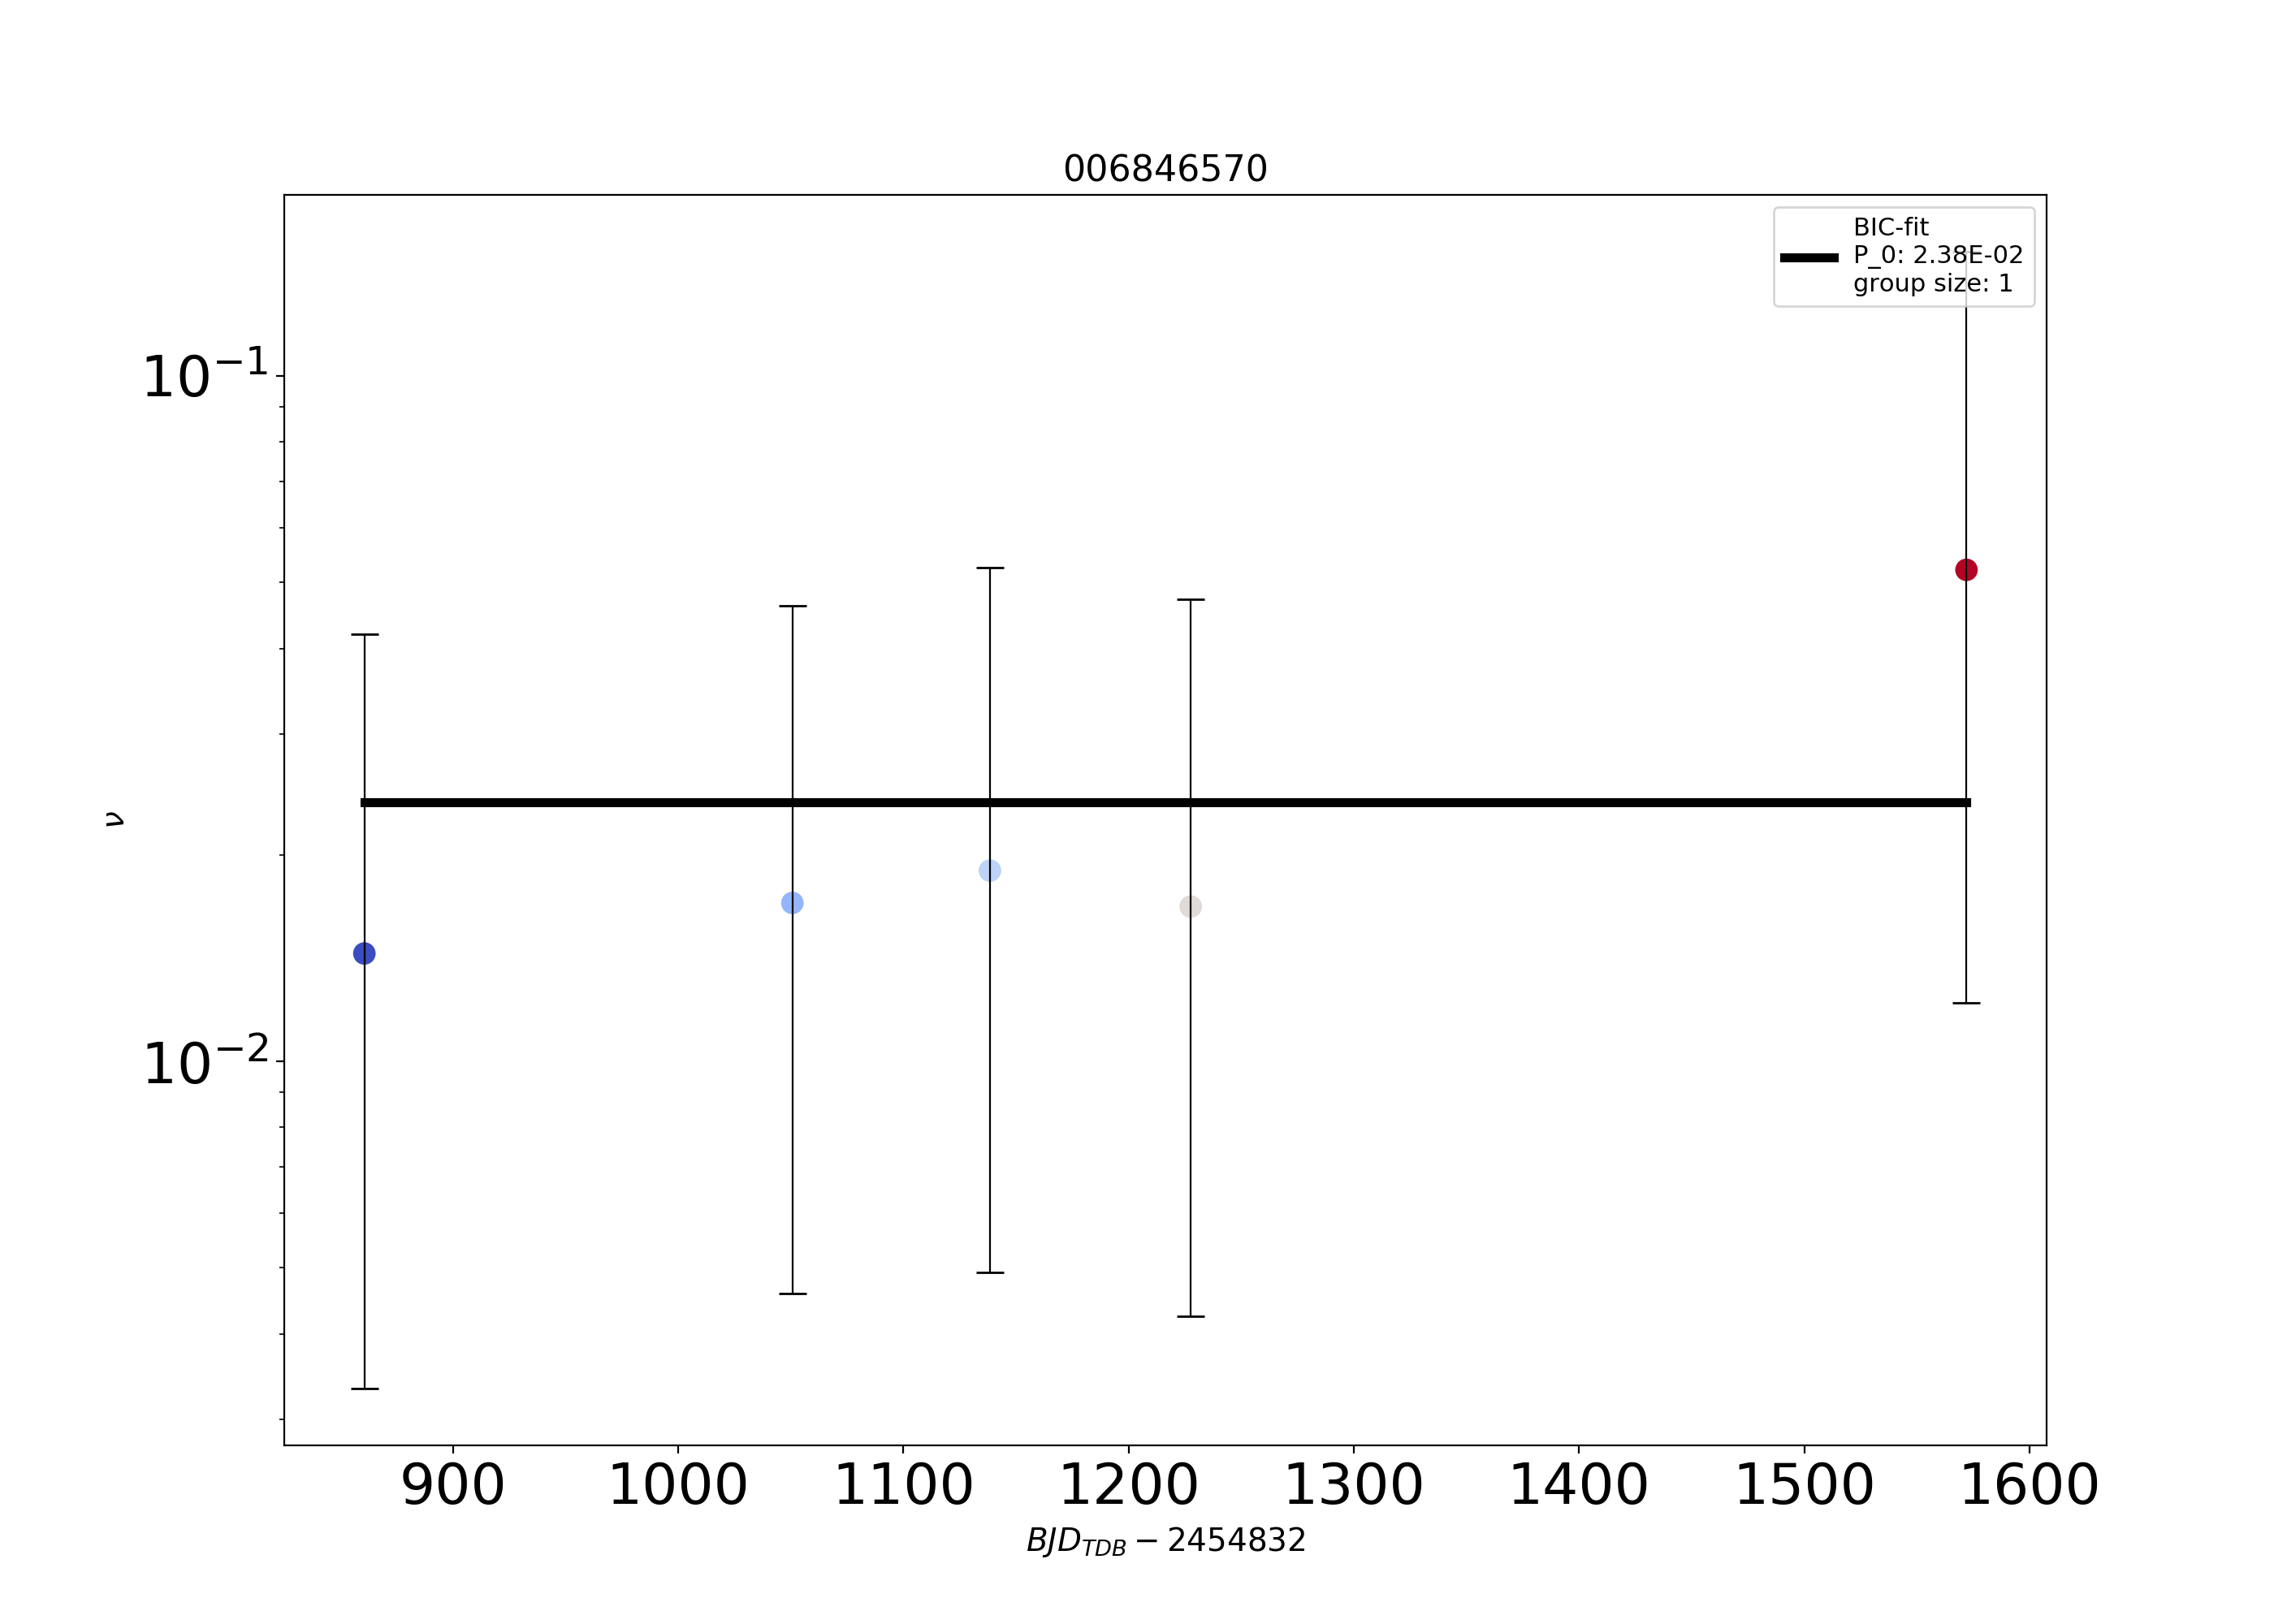 006846570
BIC-fit
P_0: 2.38E-02
group size: 1
10⁻¹
10⁻²
ν
900 1000 1100 1200 1300 1400 1500 1600
BJD_TDB − 2454832